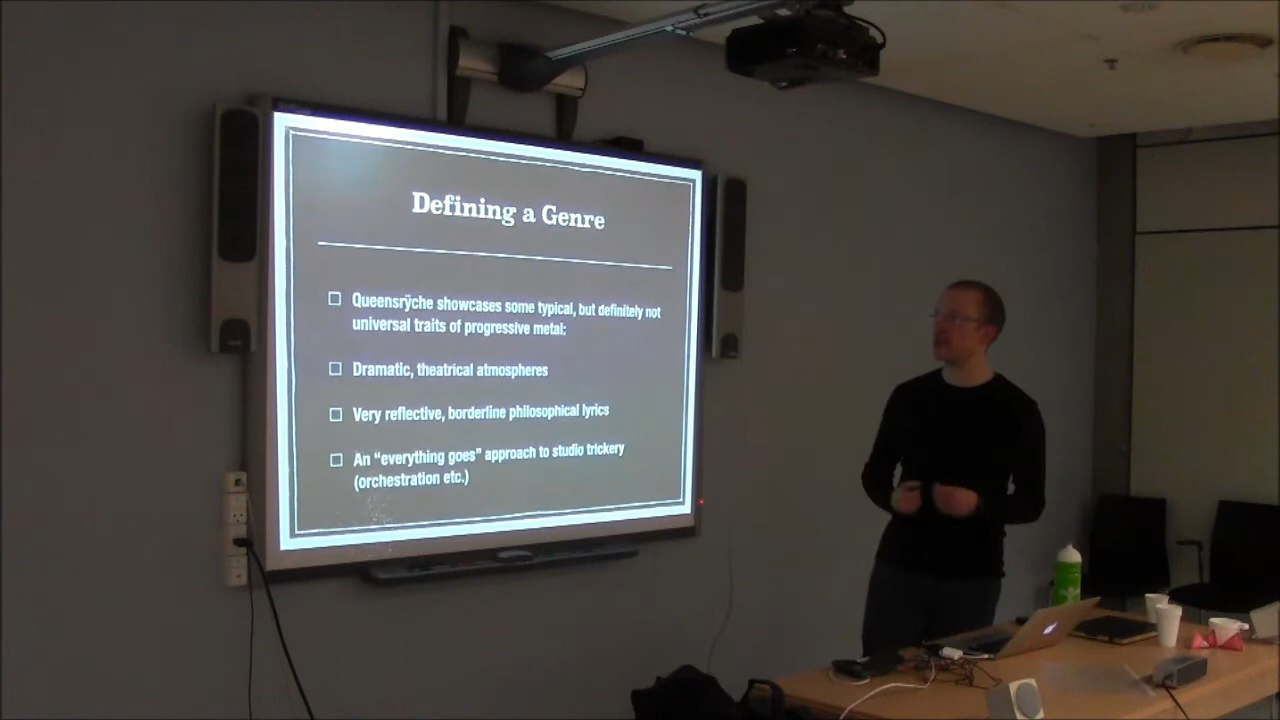 Defining a Genre
Queensrÿche showcases some typical, but definitely not
universal traits of progressive metal:
Dramatic, theatrical atmospheres
Very reflective, borderline philosophical lyrics
An “everything goes” approach to studio trickery
(orchestration etc.)